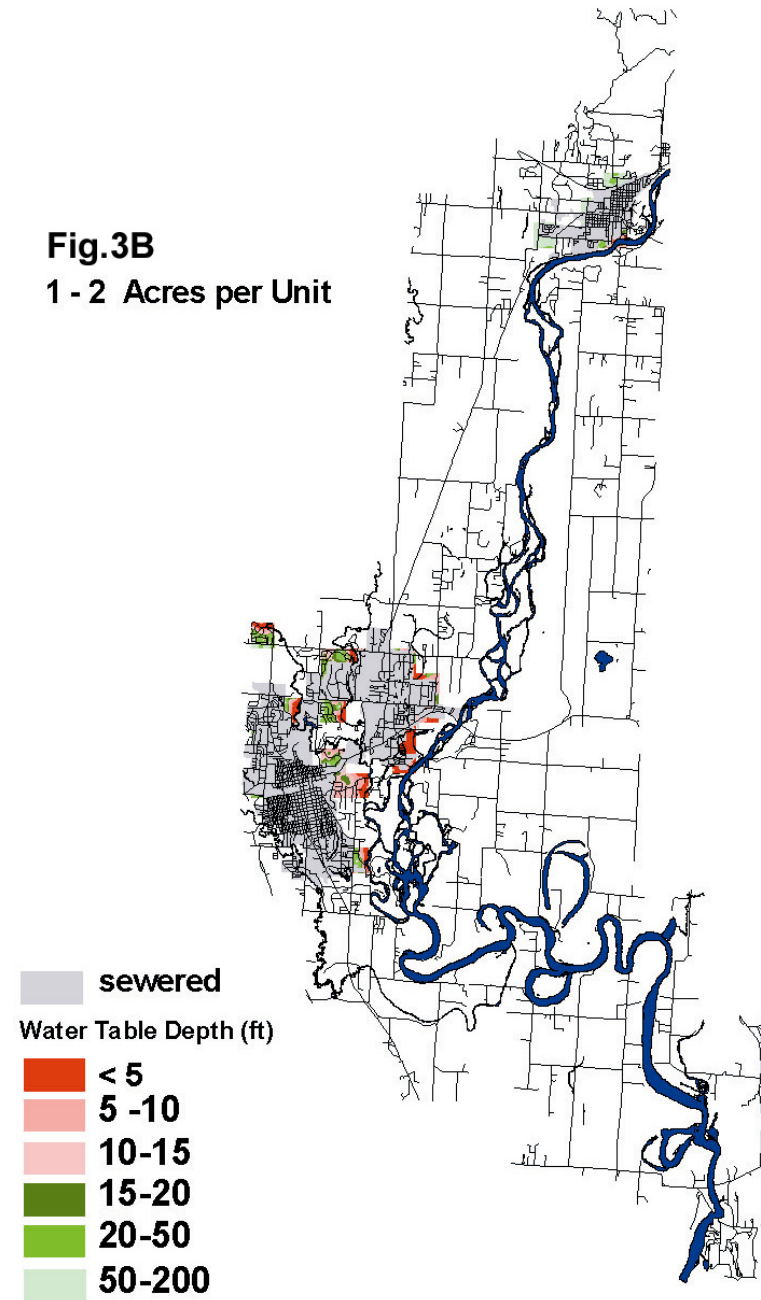 Fig.3B
1 - 2 Acres per Unit
sewered
Water Table Depth (ft)
< 5
5 -10
10-15
15-20
20-50
50-200